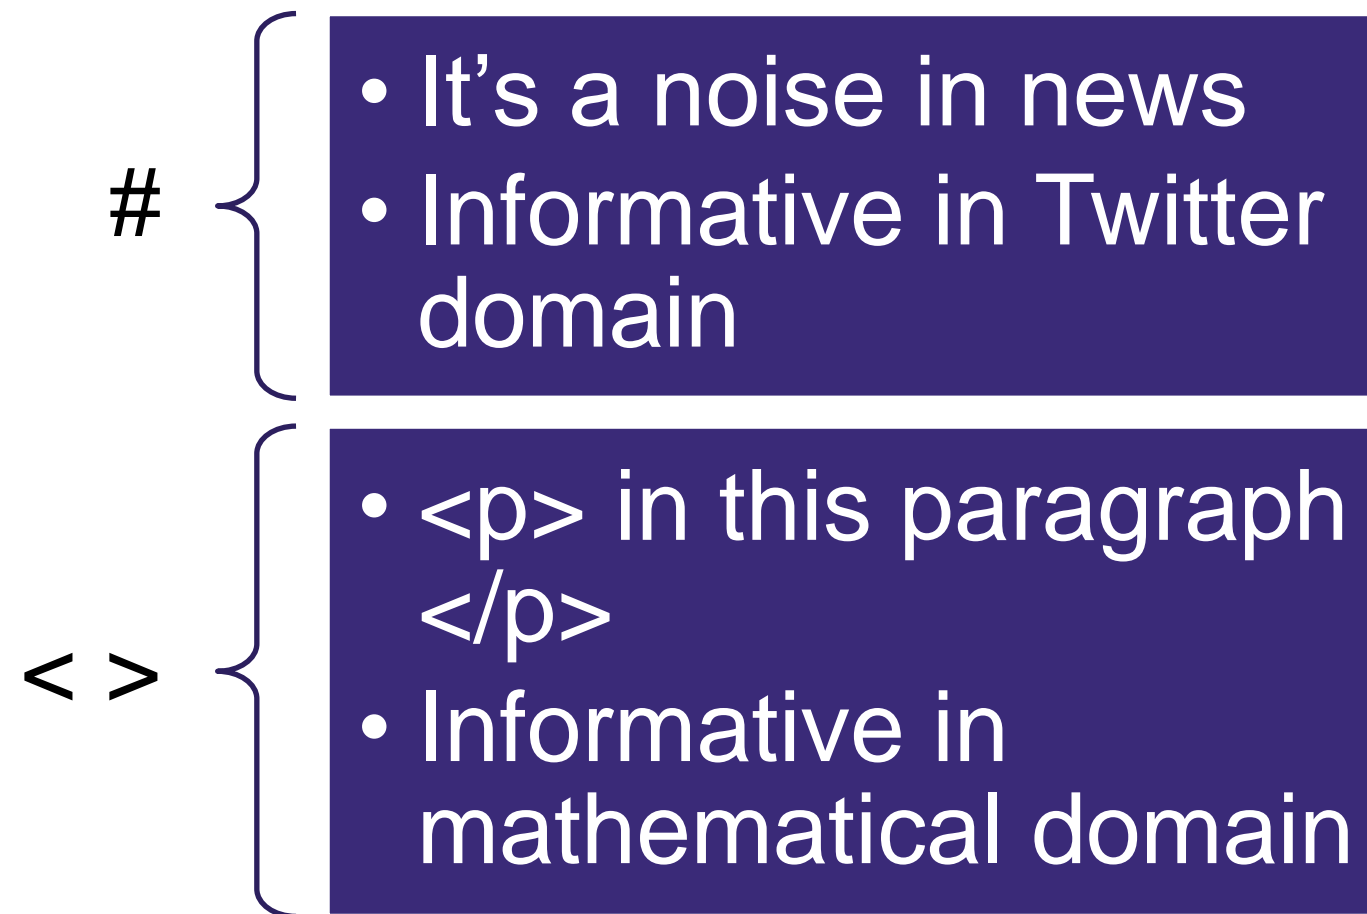 #
• It’s a noise in news
• Informative in Twitter
domain
< >
• <p> in this paragraph
</p>
• Informative in
mathematical domain